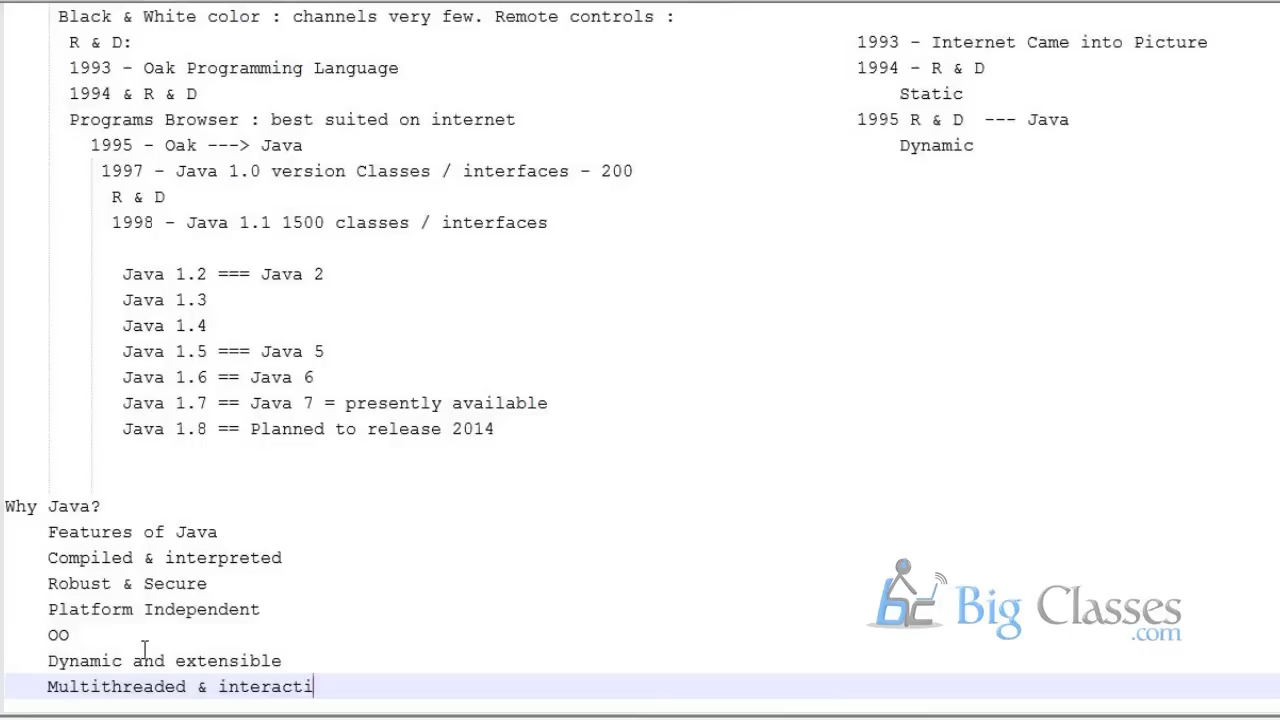 Black & White color : channels very few. Remote controls :
R & D:
1993 - Oak Programming Language
1994 & R & D
Programs Browser : best suited on internet
1995 - Oak ---> Java
1997 - Java 1.0 version Classes / interfaces - 200
R & D
1998 - Java 1.1 1500 classes / interfaces
Java 1.2 === Java 2
Java 1.3
Java 1.4
Java 1.5 === Java 5
Java 1.6 == Java 6
Java 1.7 == Java 7 = presently available
Java 1.8 == Planned to release 2014
1993 - Internet Came into Picture
1994 - R & D
Static
1995 R & D --- Java
Dynamic
Why Java?
Features of Java
Compiled & interpreted
Robust & Secure
Platform Independent
OO
Dynamic and extensible
Multithreaded & interacti
bc Big Classes
.com